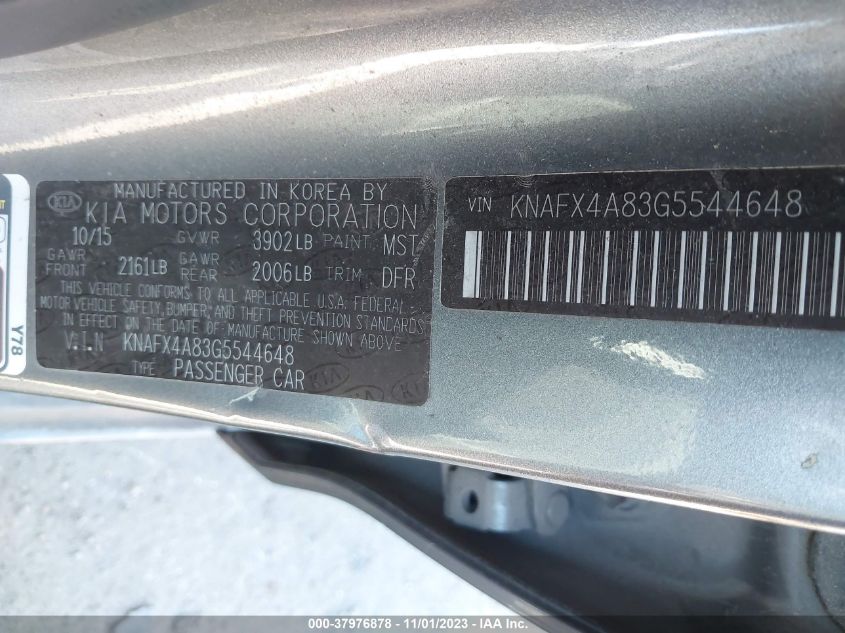 KIA
MANUFACTURED IN KOREA BY
KIA MOTORS CORPORATION
10/15 GVWR 3902LB PAINT: MST
GAWR FRONT 2161LB GAWR REAR 2006LB TRIM: DFR
THIS VEHICLE CONFORMS TO ALL APPLICABLE U.S.A. FEDERAL
MOTOR VEHICLE SAFETY, BUMPER, AND THEFT PREVENTION STANDARDS
IN EFFECT ON THE DATE OF MANUFACTURE SHOWN ABOVE
V.I.N KNAFX4A83G5544648
TYPE: PASSENGER CAR
KIA
VIN KNAFX4A83G5544648
Y78
000-37976878 - 11/01/2023 - © IAA Holdings, LLC.